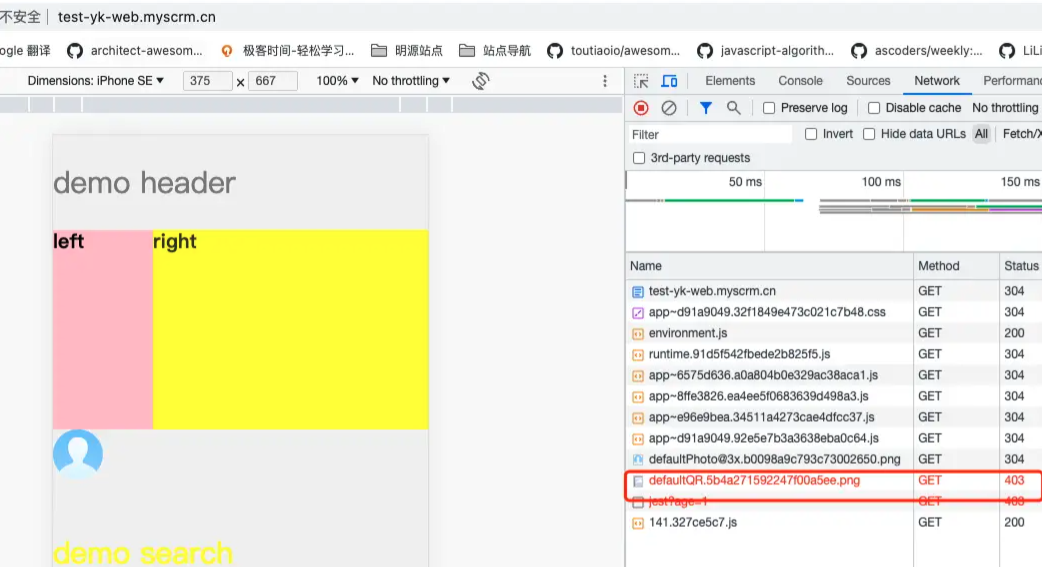 不安全 | test-yk-web.myscrm.cn
ogle 翻译 architect-awesom... 极客时间-轻松学习... 明源站点 站点导航 toutiaoio/awesom... javascript-algorith... ascoders/weekly:... LiLi
Dimensions: iPhone SE 375 x 667 100% No throttling Elements Console Sources Network Performanc
Preserve log Disable cache No throttling
Filter Invert Hide data URLs All Fetch/X
3rd-party requests
50 ms 100 ms 150 ms
demo header
left right
Name Method Status
test-yk-web.myscrm.cn GET 304
app~d91a9049.32f1849e473c021c7b48.css GET 304
environment.js GET 200
runtime.91d5f542fbede2b825f5.js GET 304
app~6575d636.a0a804b0e329ac38aca1.js GET 304
app~8ffe3826.ea4ee5f0683639d498a3.js GET 304
app~e96e9bea.34511a4273cae4dfcc37.js GET 304
app~d91a9049.92e5e7b3a3638eba0c64.js GET 304
defaultPhoto@3x.b0098a9c793c73002650.png GET 304
defaultQR.5b4a271592247f00a5ee.png GET 403
GET 403
141.327ce5c7.js GET 200
demo search